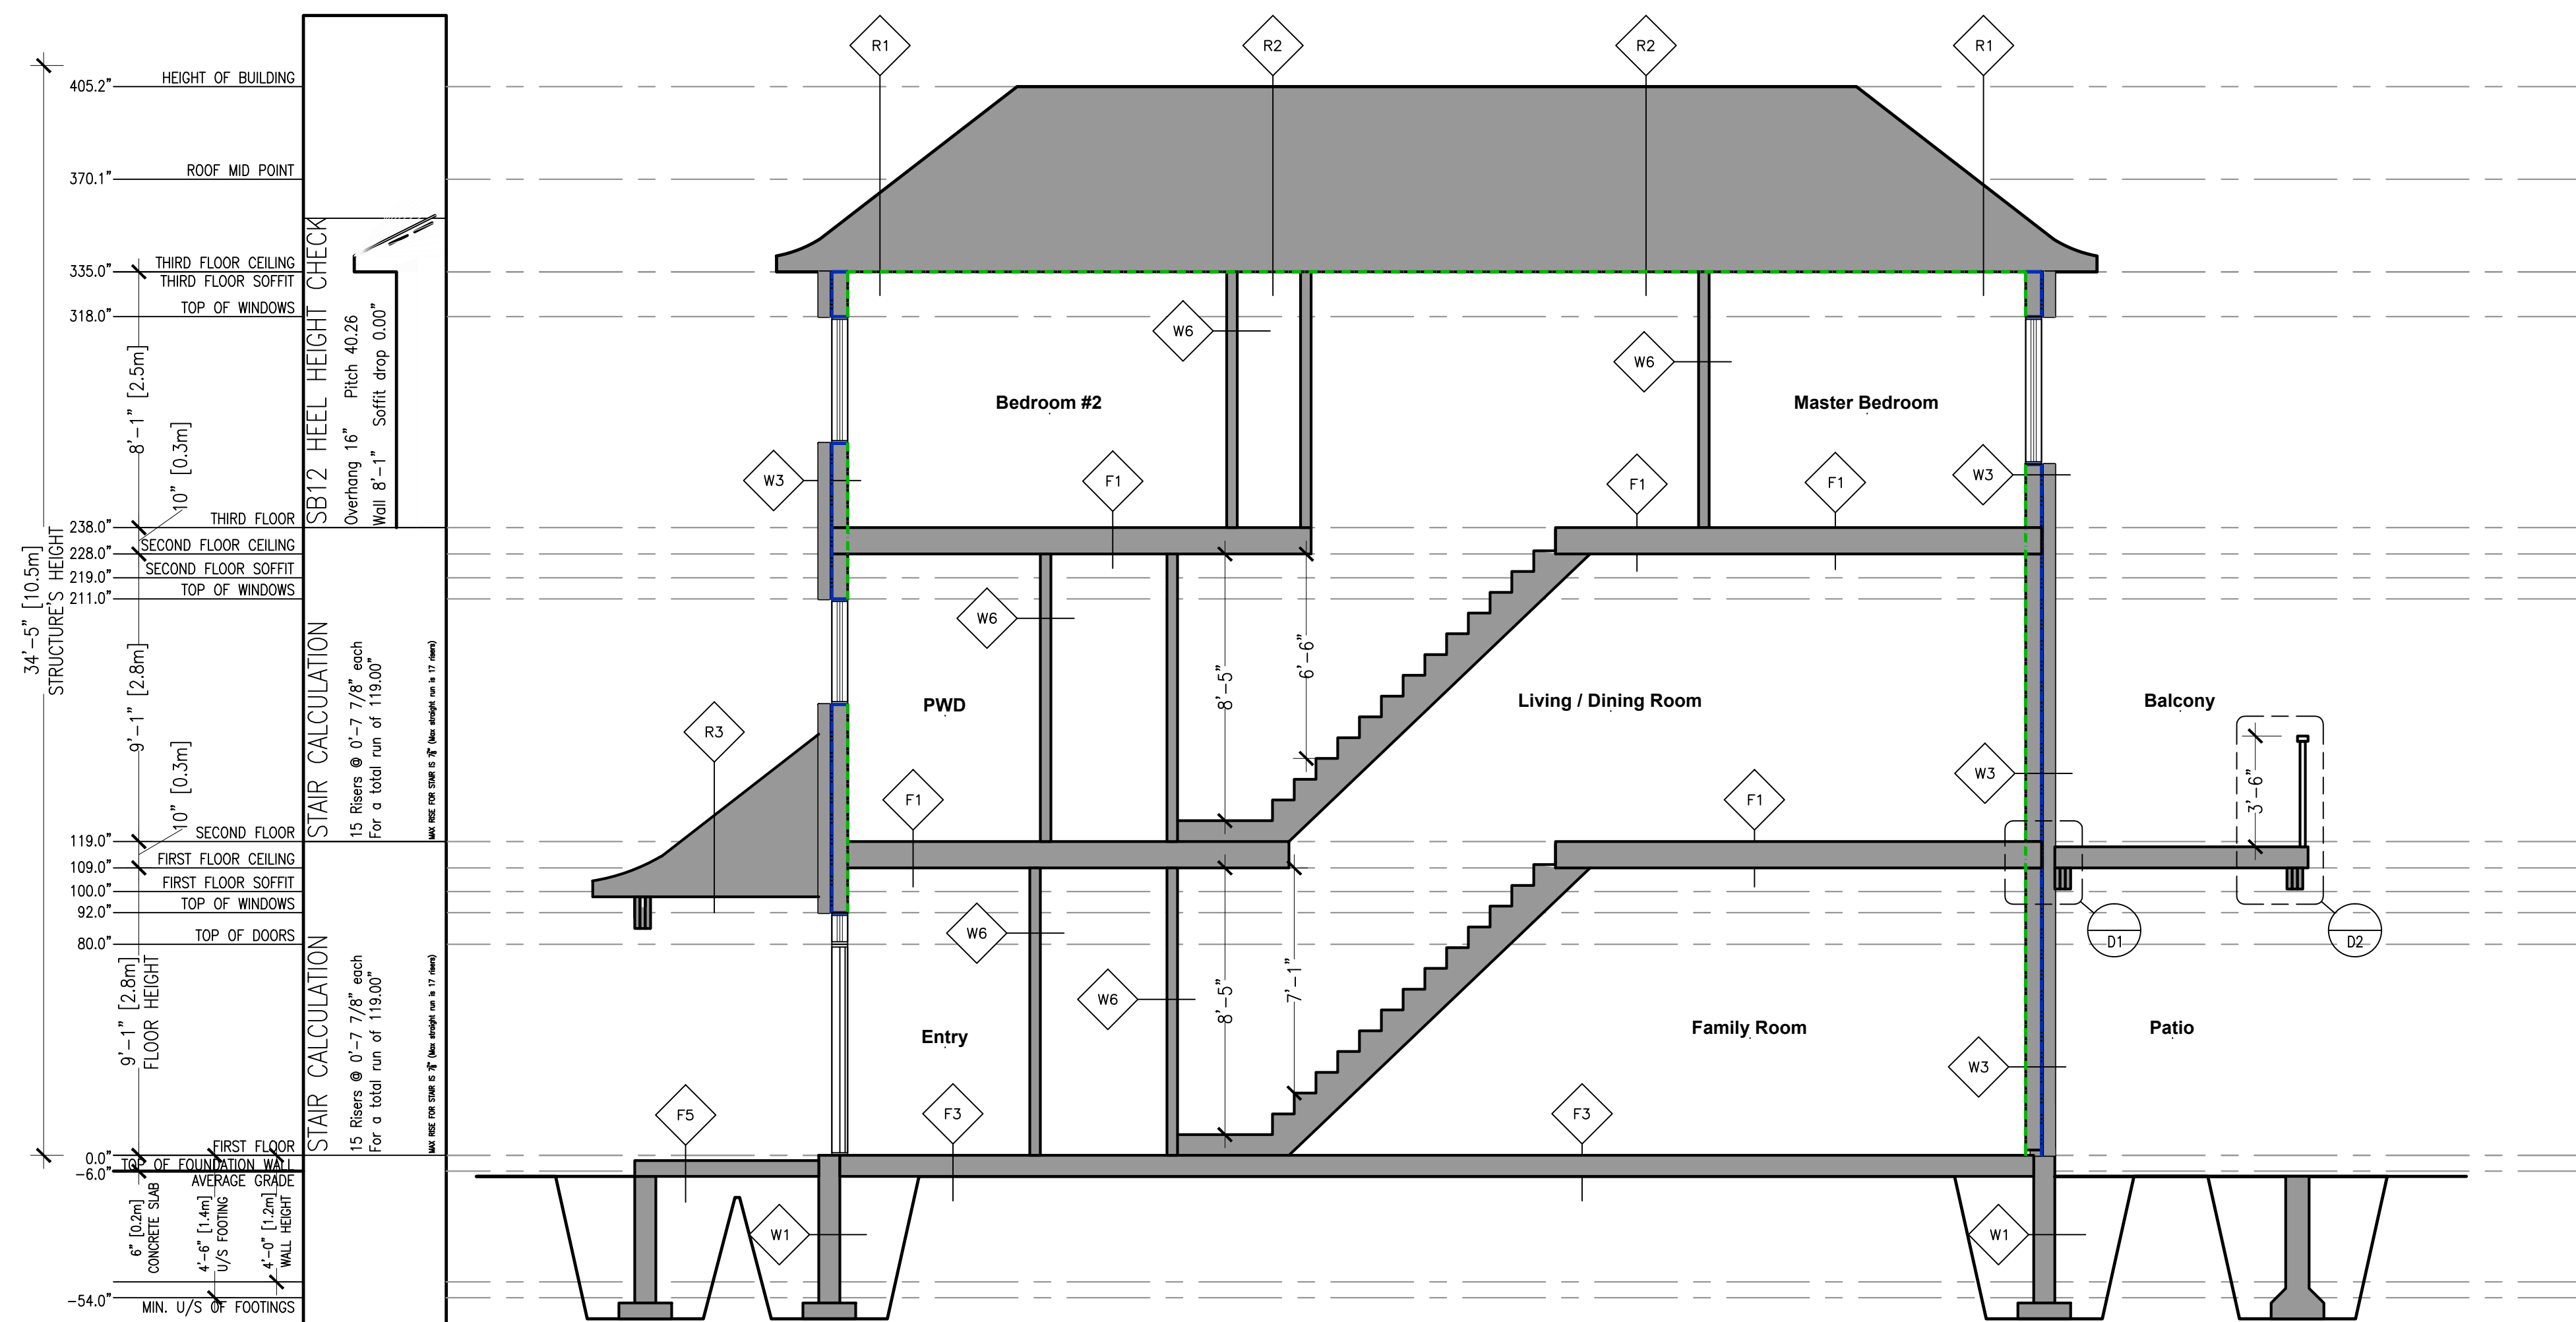 R1
R2
R2
R1
HEIGHT OF BUILDING
405.2"
ROOF MID POINT
370.1"
THIRD FLOOR CEILING
335.0"
THIRD FLOOR SOFFIT
TOP OF WINDOWS
318.0"
8'-1" [2.5m]
10" [0.3m]
SB12 HEEL HEIGHT CHECK
Overhang 16" Pitch 40.26
Wall 8'-1" Soffit drop 0.00"
W6
W6
Bedroom #2
Master Bedroom
W3
F1
F1
F1
W3
THIRD FLOOR
238.0"
SECOND FLOOR CEILING
228.0"
SECOND FLOOR SOFFIT
219.0"
TOP OF WINDOWS
211.0"
34'-5" [10.5m]
STRUCTURE'S HEIGHT
9'-1" [2.8m]
10" [0.3m]
STAIR CALCULATION
15 Risers @ 0'-7 7/8" each
For a total run of 119.00"
W6
8'-5"
6'-6"
PWD
Living / Dining Room
Balcony
R3
F1
F1
W3
3'-6"
SECOND FLOOR
119.0"
FIRST FLOOR CEILING
109.0"
FIRST FLOOR SOFFIT
100.0"
TOP OF WINDOWS
92.0"
TOP OF DOORS
80.0"
9'-1" [2.8m]
FLOOR HEIGHT
STAIR CALCULATION
15 Risers @ 0'-7 7/8" each
For a total run of 119.00"
W6
W6
8'-5"
7'-1"
D1
D2
Entry
Family Room
Patio
W3
F5
F3
F3
FIRST FLOOR
0.0"
TOP OF FOUNDATION WALL
-6.0"
AVERAGE GRADE
6" [0.2m]
CONCRETE SLAB
4'-6" [1.4m]
U/S FOOTING
4'-0" [1.2m]
WALL HEIGHT
W1
W1
-54.0"
MIN. U/S OF FOOTINGS